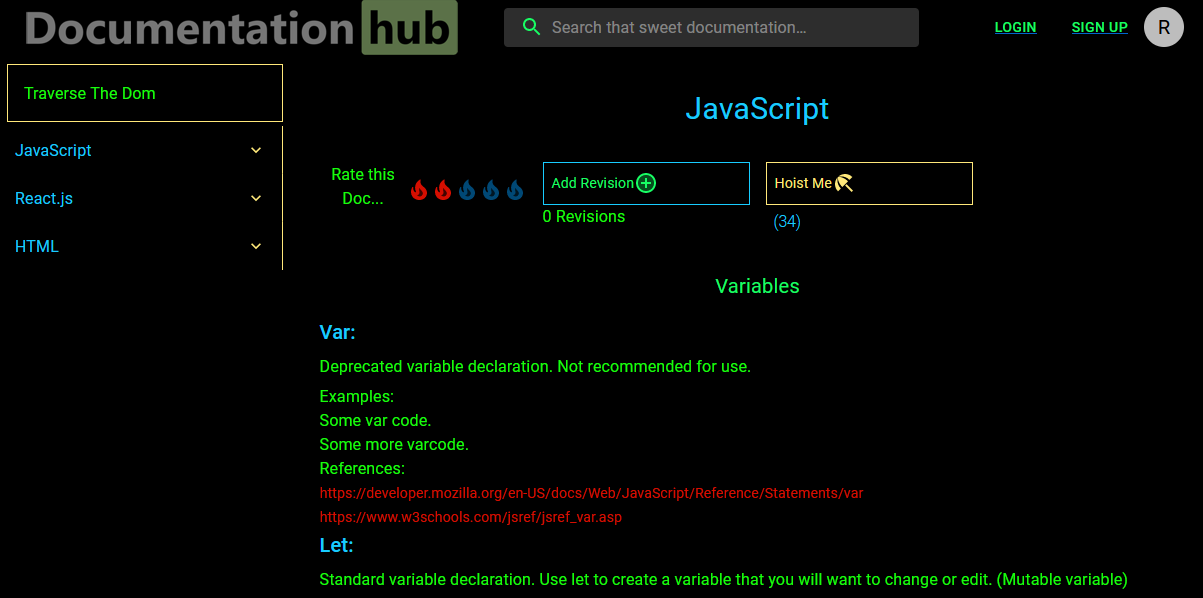 Documentation hub
Search that sweet documentation...
LOGIN
SIGN UP
R
Traverse The Dom
JavaScript
React.js
HTML
JavaScript
Rate this
Doc...
Add Revision
0 Revisions
Hoist Me
(34)
Variables
Var:
Deprecated variable declaration. Not recommended for use.
Examples:
Some var code.
Some more varcode.
References:
https://developer.mozilla.org/en-US/docs/Web/JavaScript/Reference/Statements/var
https://www.w3schools.com/jsref/jsref_var.asp
Let:
Standard variable declaration. Use let to create a variable that you will want to change or edit. (Mutable variable)